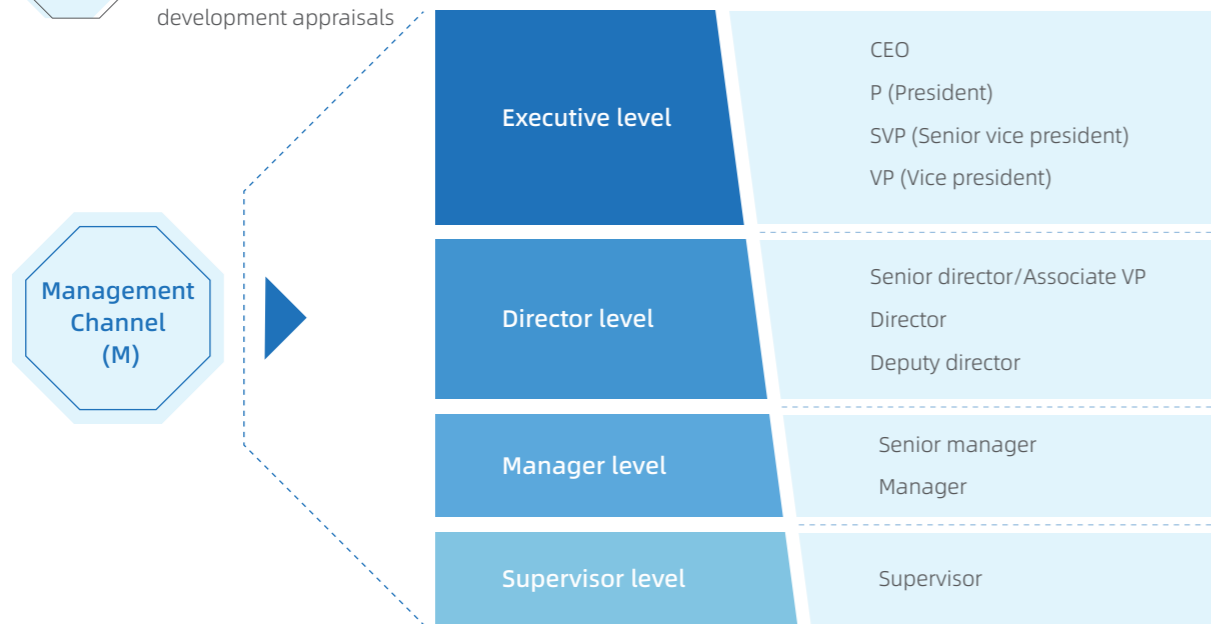 development appraisals
Management
Channel
(M)
Executive level
CEO
P (President)
SVP (Senior vice president)
VP (Vice president)
Director level
Senior director/Associate VP
Director
Deputy director
Manager level
Senior manager
Manager
Supervisor level
Supervisor